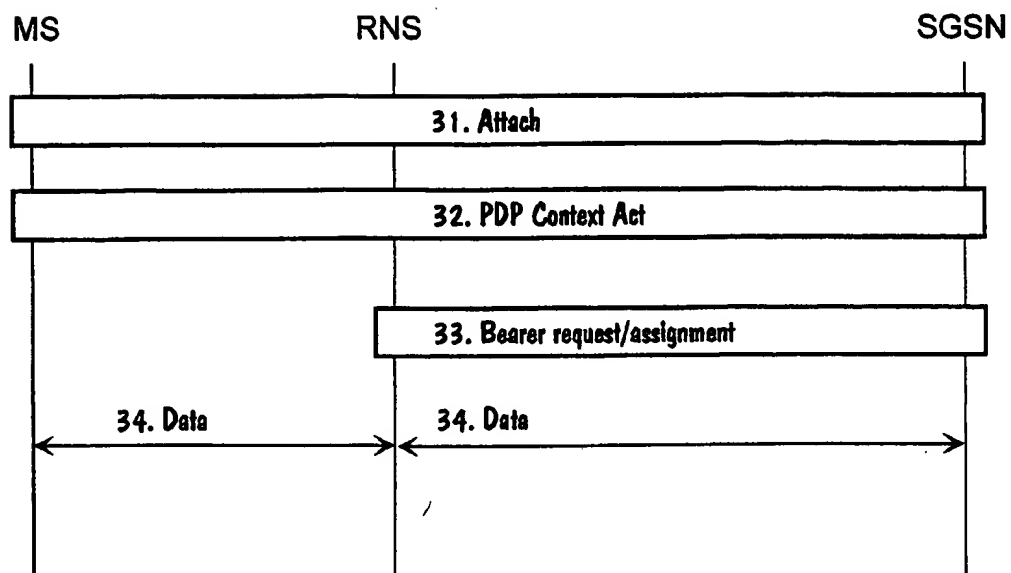 MS RNS SGSN
31. Attach
32. PDP Context Act
33. Bearer request/assignment
34. Data 34. Data